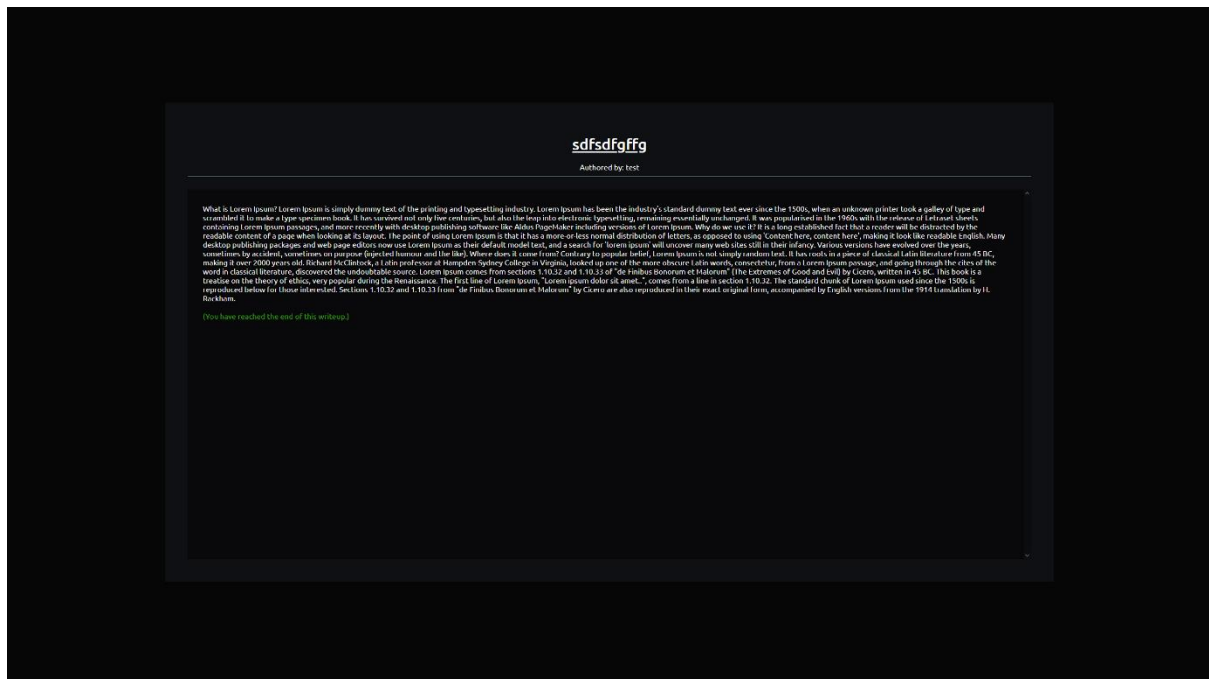 sdfsdfgffg
Authored by: test
What is Lorem Ipsum? Lorem Ipsum is simply dummy text of the printing and typesetting industry. Lorem Ipsum has been the industry's standard dummy text ever since the 1500s, when an unknown printer took a galley of type and
scrambled it to make a type specimen book. It has survived not only five centuries, but also the leap into electronic typesetting, remaining essentially unchanged. It was popularised in the 1960s with the release of Letraset sheets
containing Lorem Ipsum passages, and more recently with desktop publishing software like Aldus PageMaker including versions of Lorem Ipsum. Why do we use it? It is a long established fact that a reader will be distracted by the
readable content of a page when looking at its layout. The point of using Lorem Ipsum is that it has a more-or-less normal distribution of letters, as opposed to using 'Content here, content here', making it look like readable English. Many
desktop publishing packages and web page editors now use Lorem Ipsum as their default model text, and a search for 'lorem ipsum' will uncover many web sites still in their infancy. Various versions have evolved over the years,
sometimes by accident, sometimes on purpose (injected humour and the like). Where does it come from? Contrary to popular belief, Lorem Ipsum is not simply random text. It has roots in a piece of classical Latin literature from 45 BC,
making it over 2000 years old. Richard McClintock, a Latin professor at Hampden Sydney College in Virginia, looked up one of the more obscure Latin words, consectetur, from a Lorem Ipsum passage, and going through the cites of the
word in classical literature, discovered the undoubtable source. Lorem Ipsum comes from sections 1.10.32 and 1.10.33 of "de Finibus Bonorum et Malorum" (The Extremes of Good and Evil) by Cicero, written in 45 BC. This book is a
treatise on the theory of ethics, very popular during the Renaissance. The first line of Lorem Ipsum, "Lorem ipsum dolor sit amet..", comes from a line in section 1.10.32. The standard chunk of Lorem Ipsum used since the 1500s is
reproduced below for those interested. Sections 1.10.32 and 1.10.33 from "de Finibus Bonorum et Malorum" by Cicero are also reproduced in their exact original form, accompanied by English versions from the 1914 translation by H.
Rackham.
(You have reached the end of this writeup.)